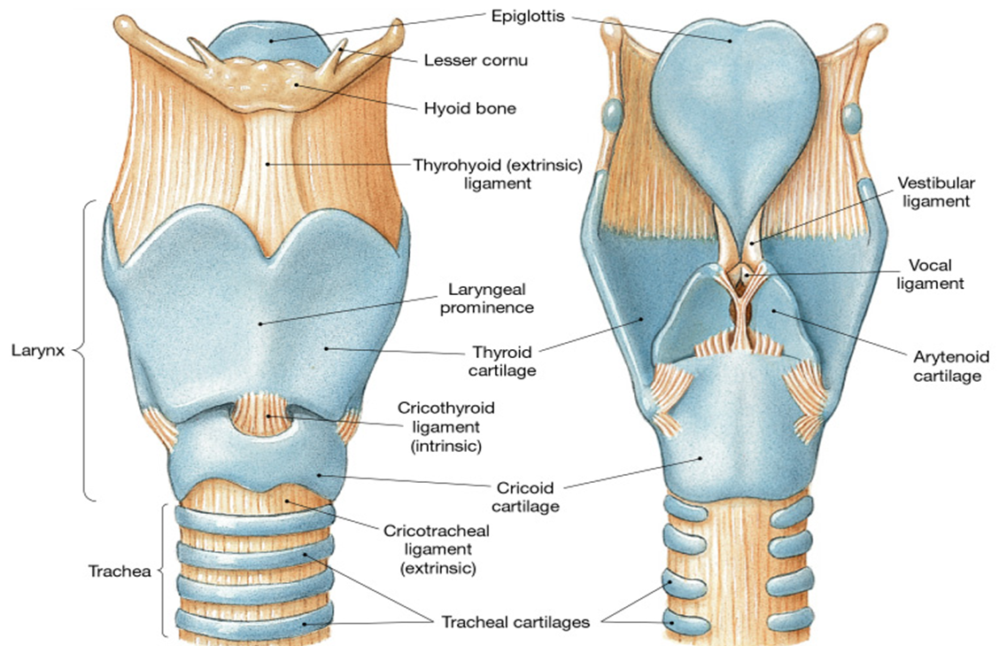 Epiglottis
Lesser cornu
Hyoid bone
Thyrohyoid (extrinsic)
ligament
Vestibular
ligament
Vocal
ligament
Laryngeal
prominence
Larynx
Thyroid
cartilage
Arytenoid
cartilage
Cricothyroid
ligament
(intrinsic)
Cricoid
cartilage
Cricotracheal
ligament
(extrinsic)
Trachea
Tracheal cartilages